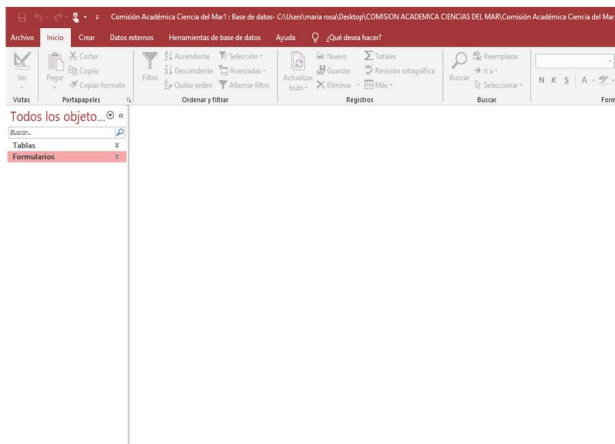 Comisión Académica Ciencia del Mar1 : Base de datos- C:\Users\maria rosa\Desktop\COMISION ACADEMICA CIENCIAS DEL MAR\Comisión Académica Ciencia del Mar
Archivo Inicio Crear Datos externos Herramientas de base de datos Ayuda ¿Qué desea hacer?
Cortar Ascendente Selección Nuevo Totales Reemplazar
Ver Pegar Copiar Filtro Descendente Avanzadas Actualizar todo Guardar Revisión ortográfica Buscar Ir a
Copiar formato Quitar orden Alternar filtro Eliminar Más Seleccionar N K S A
Vistas Portapapeles Ordenar y filtrar Registros Buscar Form
Todos los objeto...
Buscar...
Tablas
Formularios